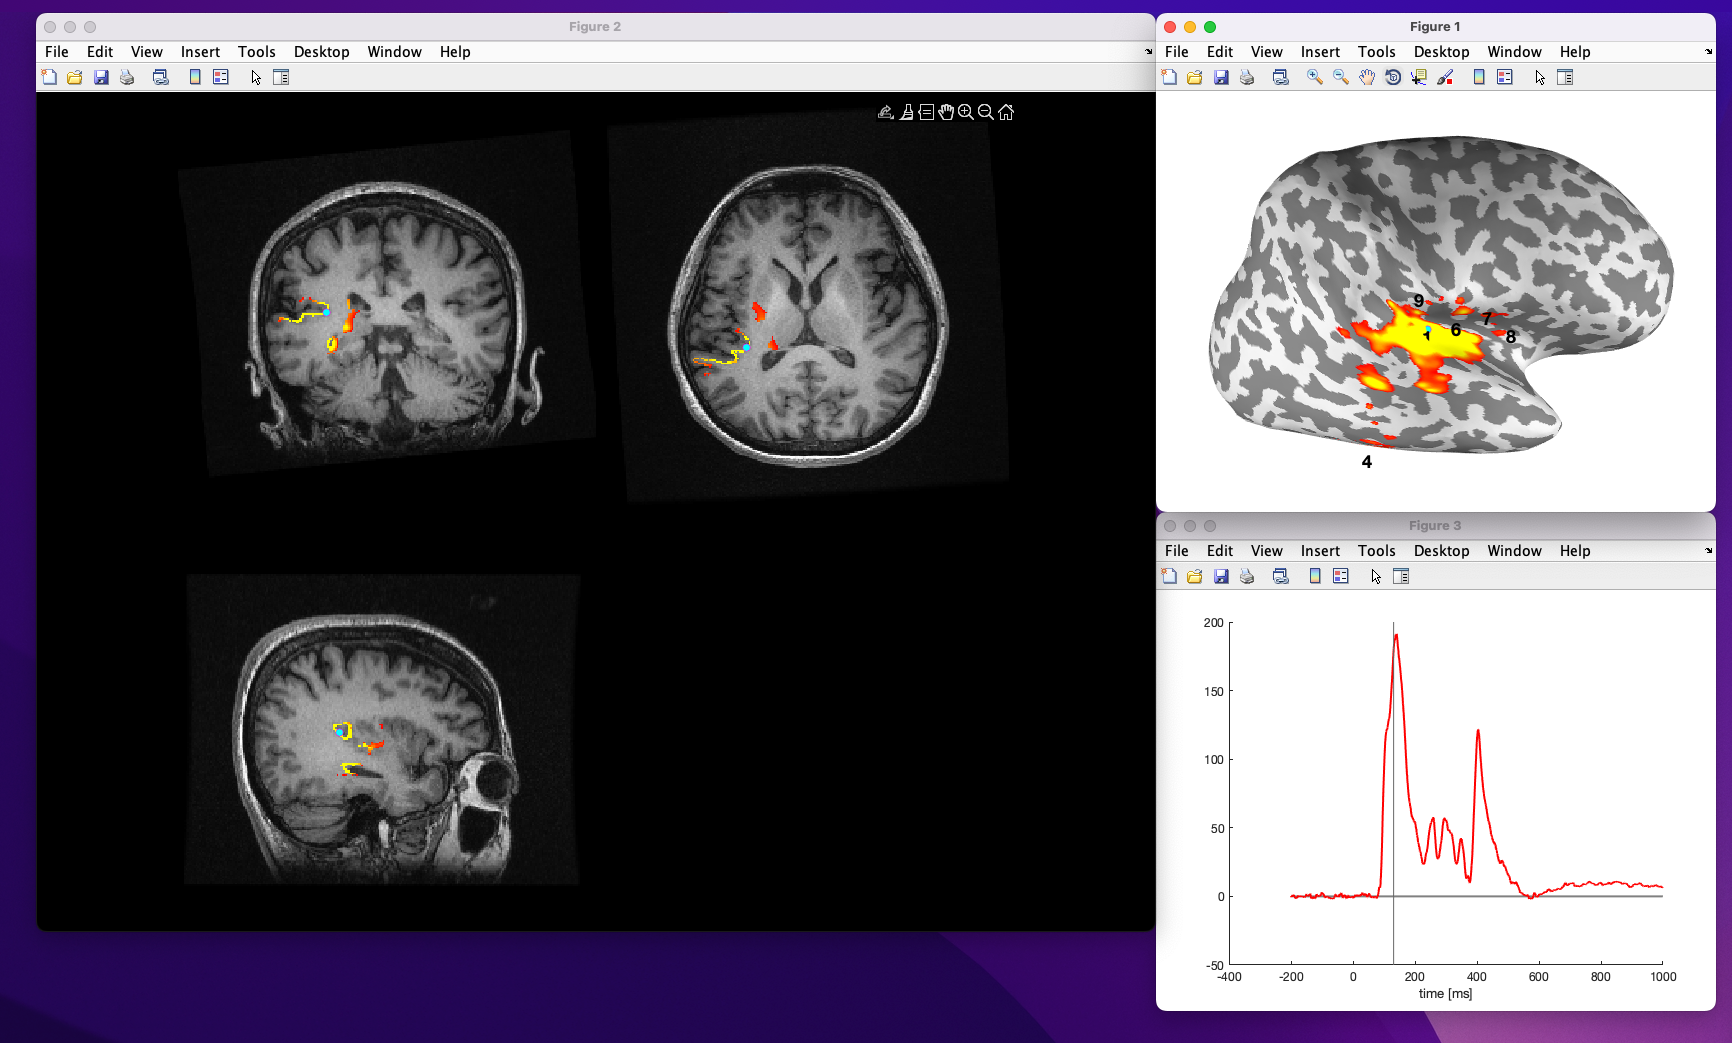 Figure 2
File Edit View Insert Tools Desktop Window Help
Figure 1
File Edit View Insert Tools Desktop Window Help
9
7
1 6
8
4
Figure 3
File Edit View Insert Tools Desktop Window Help
200
150
100
50
0
-50
-400 -200 0 200 400 600 800 1000
time [ms]